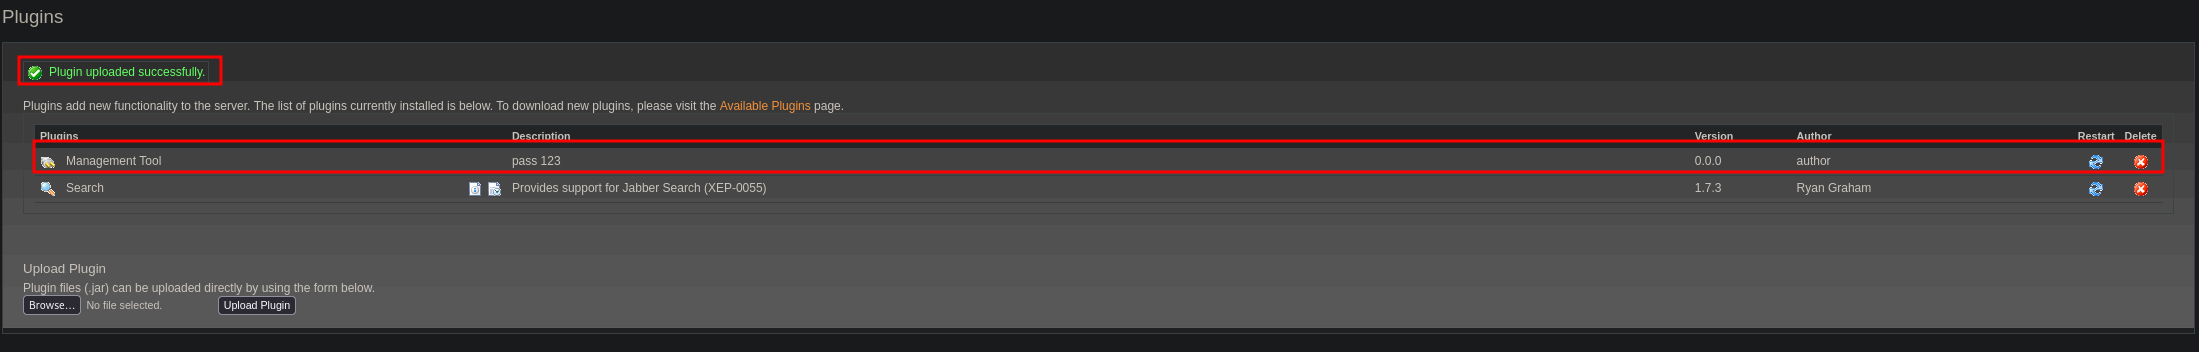 Plugins
Plugin uploaded successfully.
Plugins add new functionality to the server. The list of plugins currently installed is below. To download new plugins, please visit the Available Plugins page.
Plugins Description Version Author Restart Delete
Management Tool pass 123 0.0.0 author
Search Provides support for Jabber Search (XEP-0055) 1.7.3 Ryan Graham
Upload Plugin
Plugin files (.jar) can be uploaded directly by using the form below.
Browse... No file selected. Upload Plugin